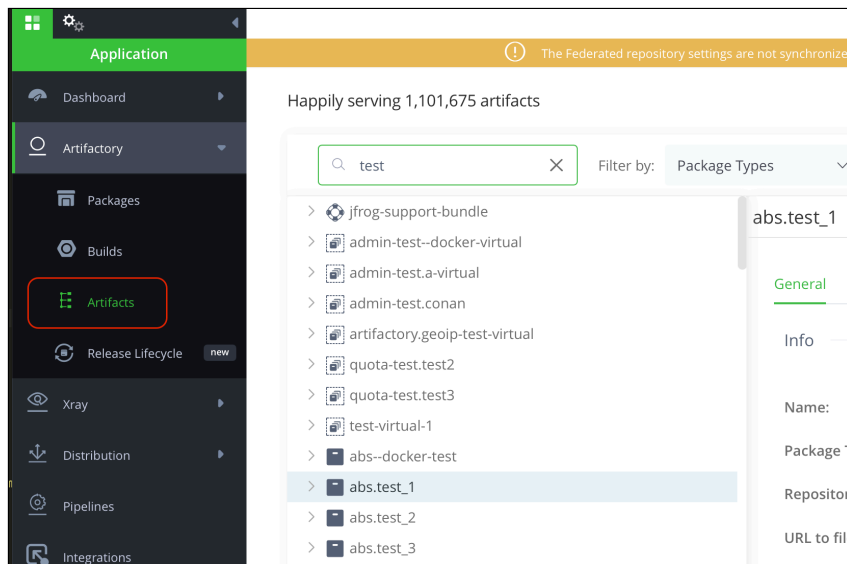 Application
The Federated repository settings are not synchronize
Dashboard
Happily serving 1,101,675 artifacts
Artifactory
test
Filter by:
Package Types
Packages
Builds
Artifacts
Release Lifecycle
new
Xray
Distribution
Pipelines
Integrations
jfrog-support-bundle
admin-test--docker-virtual
admin-test.a-virtual
admin-test.conan
artifactory.geoip-test-virtual
quota-test.test2
quota-test.test3
test-virtual-1
abs--docker-test
abs.test_1
abs.test_2
abs.test_3
abs.test_1
General
Info
Name:
Package T
Repositor
URL to fil